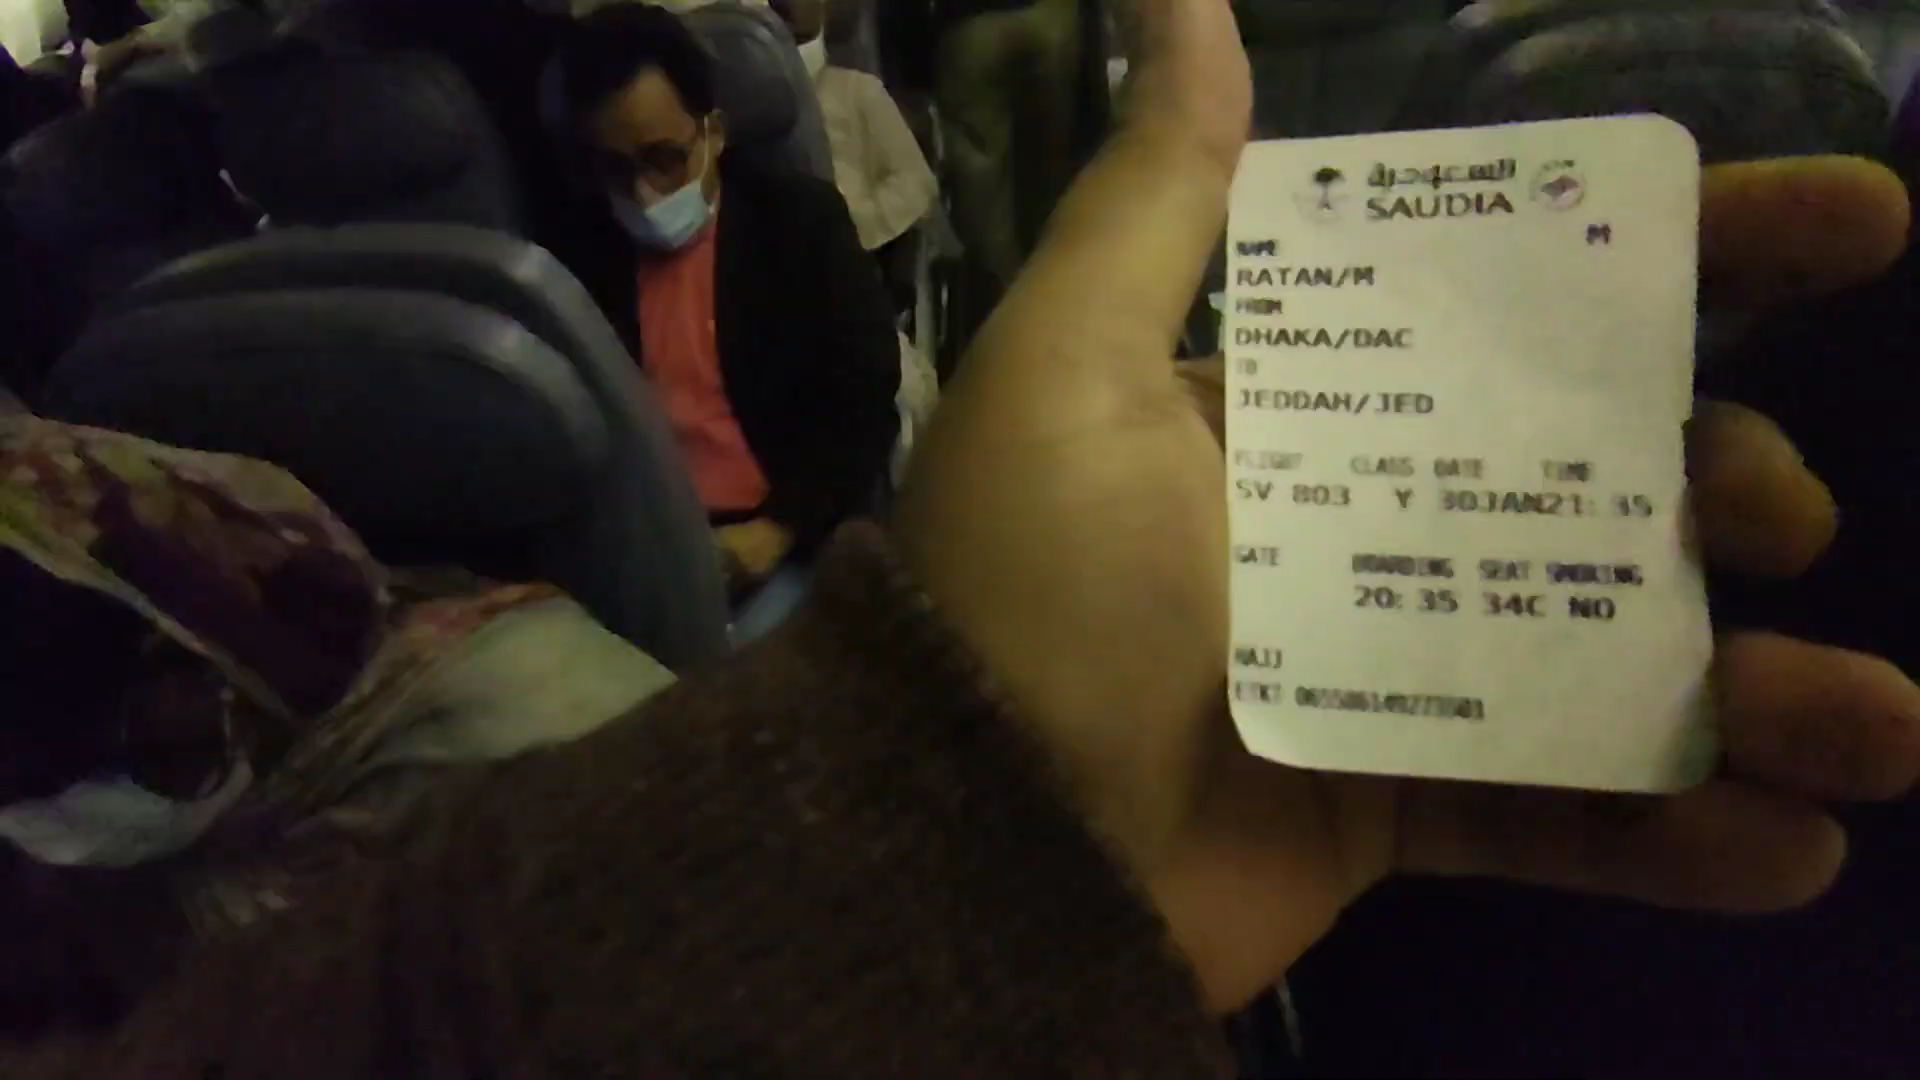 السعودية
SAUDIA
M
NAME
RATAN/M
FROM
DHAKA/DAC
TO
JEDDAH/JED
FLIGHT CLASS DATE TIME
SV 803 Y 30JAN21:35
GATE BOARDING SEAT SMOKING
20:35 34C NO
HAJJ
ETKT